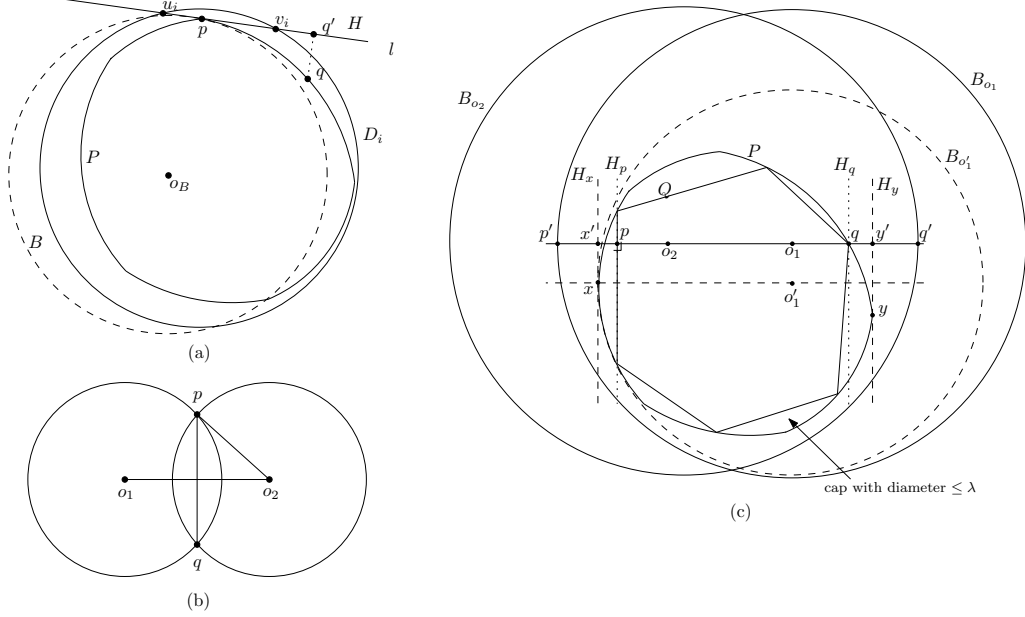 u_i
v_i
q′
H
p
l
q
D_i
P
o_B
B
(a)
p
o_1
o_2
q
(b)
B_{o_2}
B_{o_1}
B_{o′_1}
P
H_p
H_q
H_x
H_y
Q
p′
x′
p
o_2
o_1
q
y′
q′
x
o′_1
y
cap with diameter ≤ λ
(c)